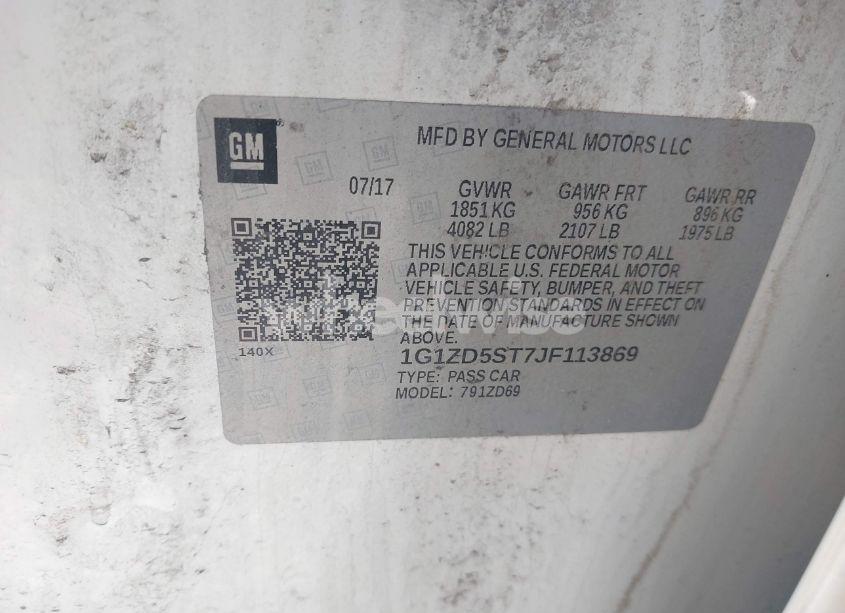 GM
MFD BY GENERAL MOTORS LLC
07/17 GVWR GAWR FRT GAWR RR
1851 KG 956 KG 896 KG
4082 LB 2107 LB 1975 LB
THIS VEHICLE CONFORMS TO ALL
APPLICABLE U.S. FEDERAL MOTOR
VEHICLE SAFETY, BUMPER, AND THEFT
PREVENTION STANDARDS IN EFFECT ON
THE DATE OF MANUFACTURE SHOWN
ABOVE.
140X
1G1ZD5ST7JF113869
TYPE: PASS CAR
MODEL: 791ZD69